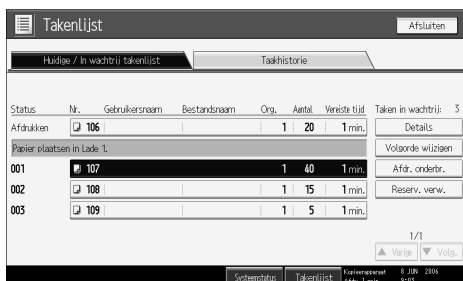 Takenlijst Afsluiten
Huidige / In wachtrij takenlijst Taakhistorie
Status Nr. Gebruikersnaam Bestandsnaam Org. Aantal Vereiste tijd Taken in wachtrij: 3
Afdrukken 106 1 20 1 min. Details
Papier plaatsen in Lade 1. Volgorde wijzigen
001 107 1 40 1 min. Afdr. onderbr.
002 108 1 15 1 min. Reserv. verw.
003 109 1 5 1 min.
1/1
Vorige Volg.
Systeemstatus Takenlijst Kopieerapparaat 8 JUN 2006
9:03